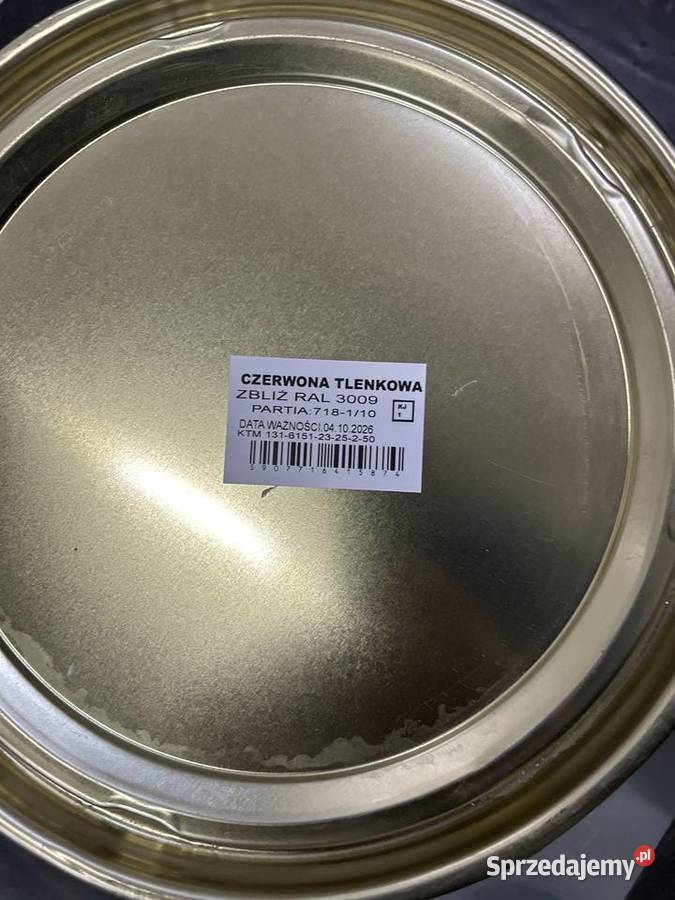 CZERWONA TLENKOWA
ZBLIŻ RAL 3009
PARTIA:718-1/10
KJ
1
DATA WAŻNOŚCI.04.10.2026
KTM 131-6151-23-25-2-50
5907718415874
Sprzedajemy.pl